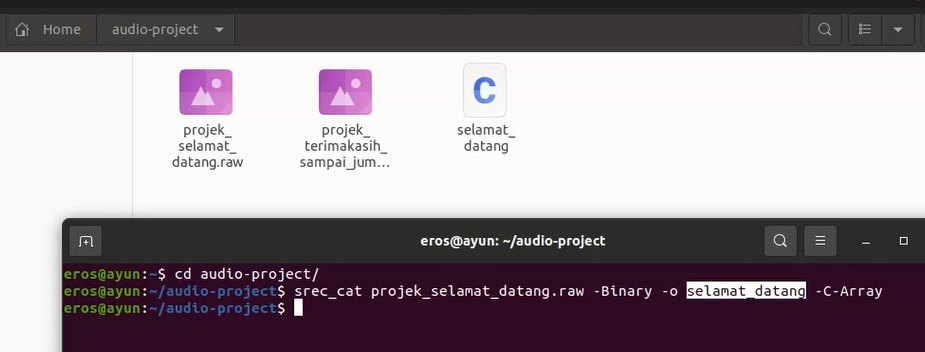 Home
audio-project
projek_
selamat_
datang.raw
projek_
terimakasih_
sampai_jum…
selamat_
datang
eros@ayun: ~/audio-project
eros@ayun:~$ cd audio-project/
eros@ayun:~/audio-project$ srec_cat projek_selamat_datang.raw -Binary -o selamat_datang -C-Array
eros@ayun:~/audio-project$